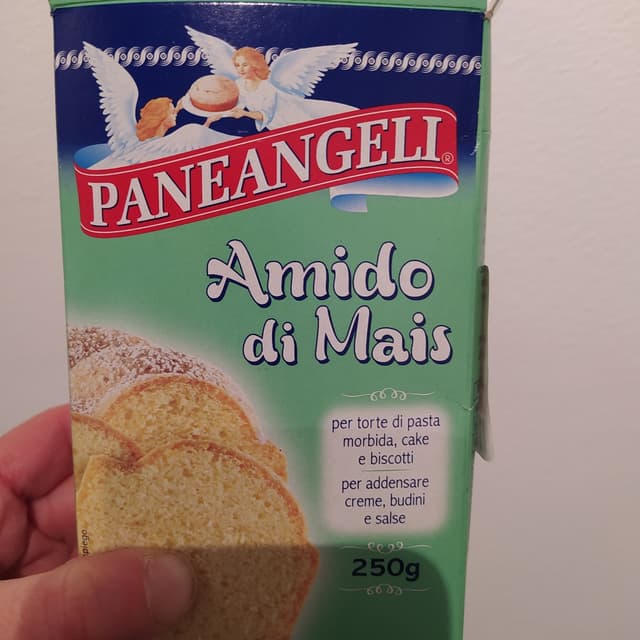 PANEANGELI®
Amido
di Mais
per torte di pasta
morbida, cake
e biscotti
per addensare
creme, budini
e salse
250g